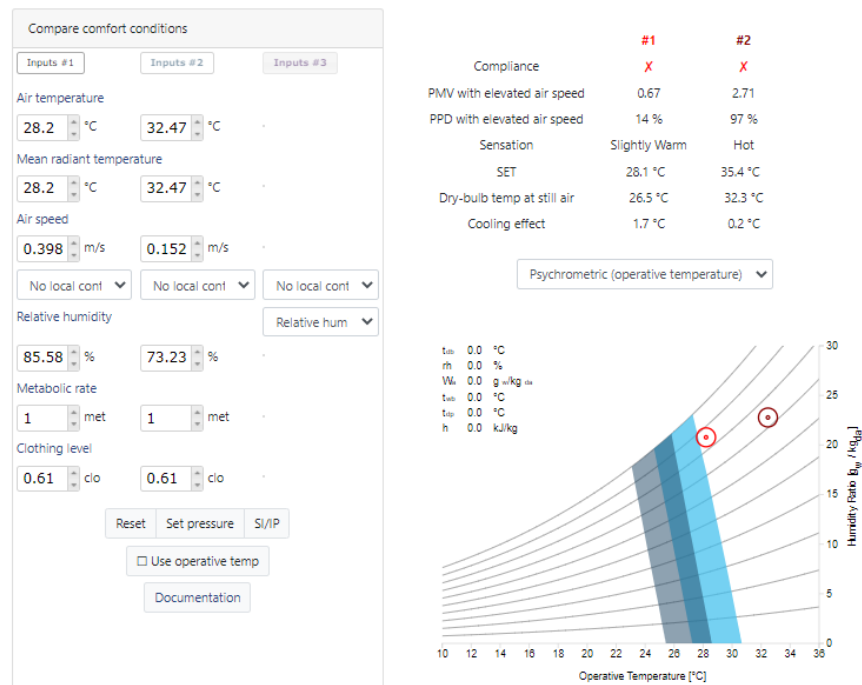 Compare comfort conditions
Inputs #1 Inputs #2 Inputs #3
Air temperature
28.2 °C 32.47 °C
Mean radiant temperature
28.2 °C 32.47 °C
Air speed
0.398 m/s 0.152 m/s
No local cont No local cont No local cont
Relative humidity Relative hum
85.58 % 73.23 %
Metabolic rate
1 met 1 met
Clothing level
0.61 clo 0.61 clo
Reset Set pressure SI/IP
Use operative temp
Documentation
#1 #2
Compliance ✗ ✗
PMV with elevated air speed 0.67 2.71
PPD with elevated air speed 14 % 97 %
Sensation Slightly Warm Hot
SET 28.1 °C 35.4 °C
Dry-bulb temp at still air 26.5 °C 32.3 °C
Cooling effect 1.7 °C 0.2 °C
Psychrometric (operative temperature)
tdb 0.0 °C
rh 0.0 %
Wa 0.0 g w/kg da
twb 0.0 °C
tdp 0.0 °C
h 0.0 kJ/kg
30
25
20
15
10
5
0
Humidity Ratio [gw / kgda]
10 12 14 16 18 20 22 24 26 28 30 32 34 36
Operative Temperature [°C]